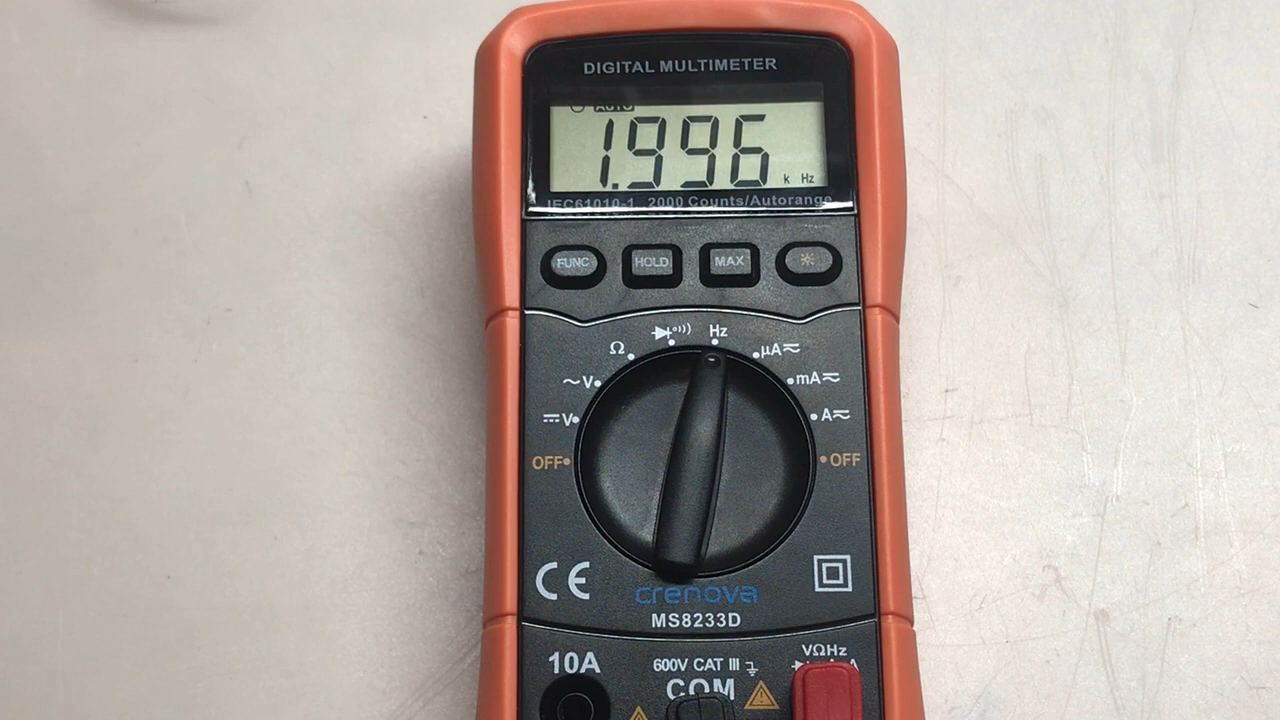 DIGITAL MULTIMETER
AUTO
1.996 k Hz
IEC61010-1 2000 Counts/Autorange
FUNC HOLD MAX
Hz
Ω µA
~V mA
V A
OFF OFF
CE
crenova
MS8233D
VΩHz
10A 600V CAT III
COM